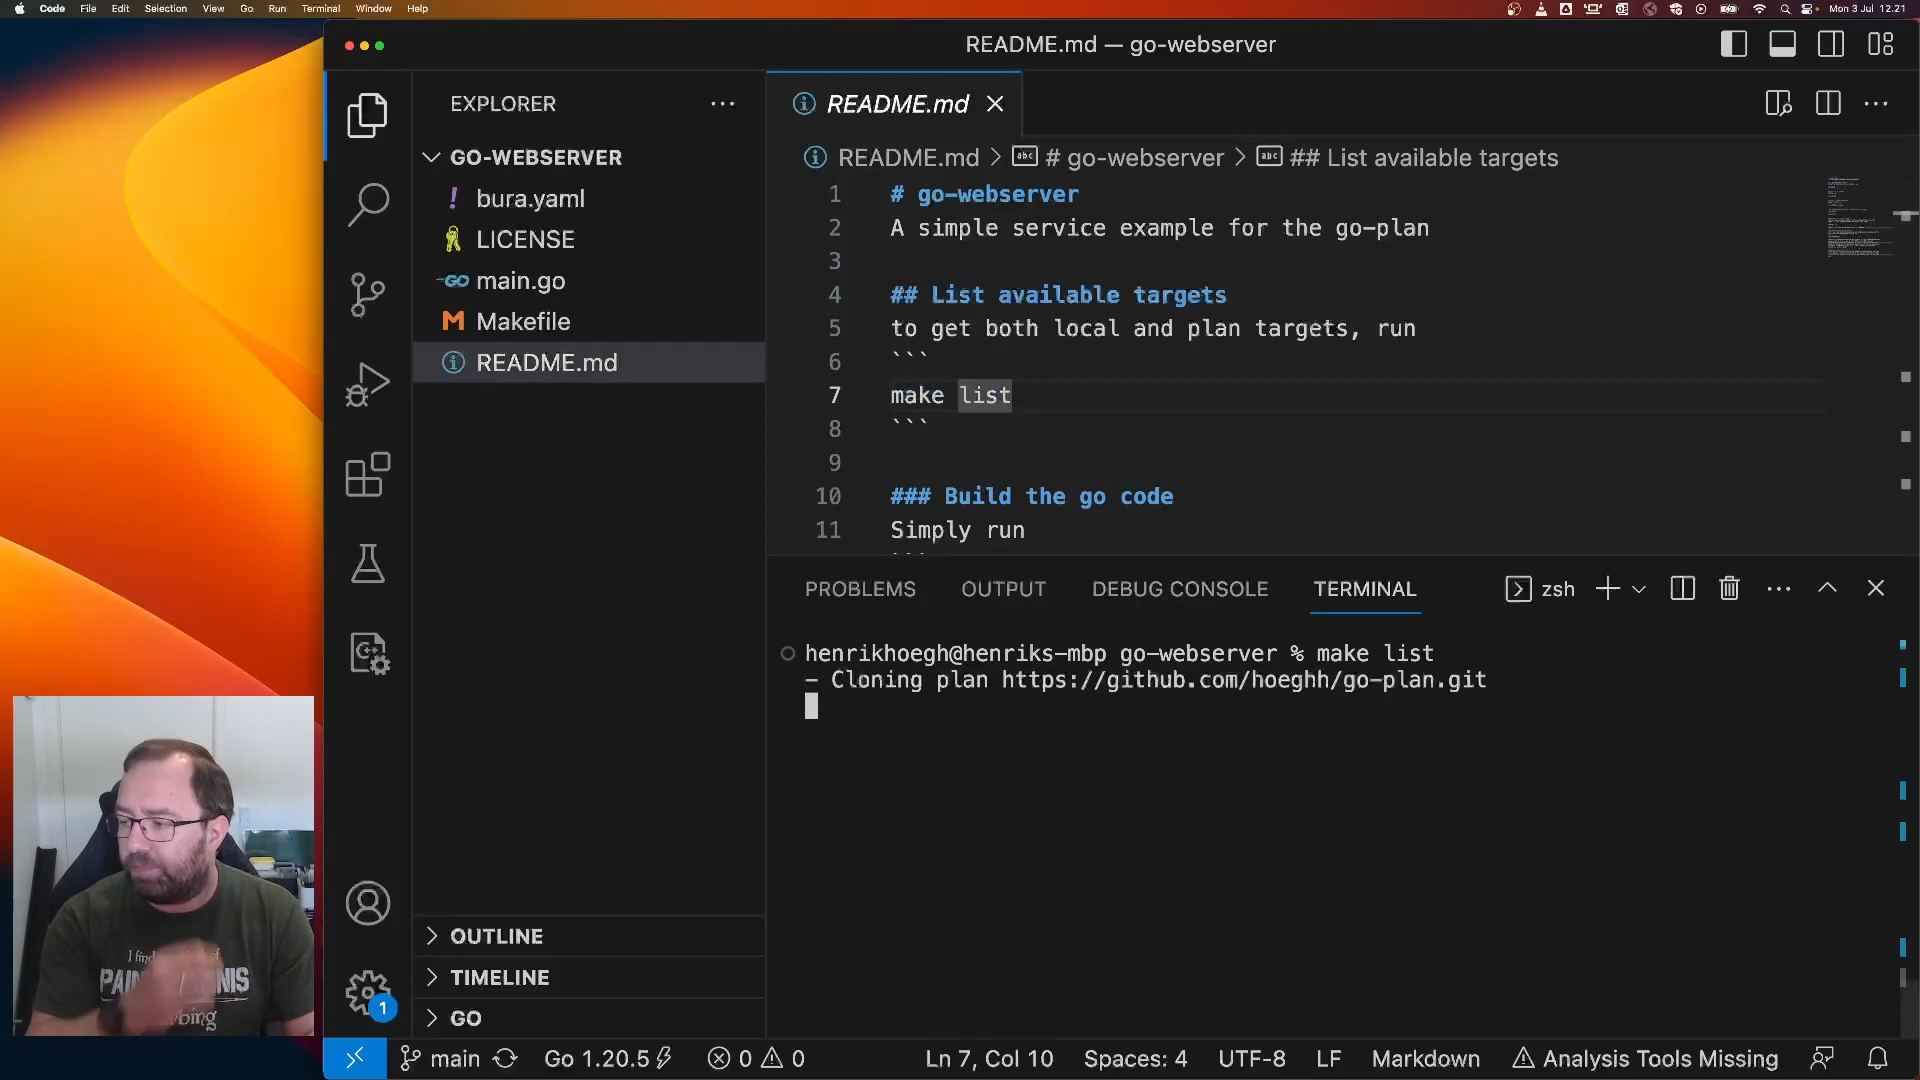 Code File Edit Selection View Go Run Terminal Window Help
Mon 3 Jul 12.21
README.md — go-webserver
EXPLORER
GO-WEBSERVER
bura.yaml
LICENSE
main.go
Makefile
README.md
OUTLINE
TIMELINE
GO
README.md
README.md > # go-webserver > ## List available targets
1 # go-webserver
2 A simple service example for the go-plan
3
4 ## List available targets
5 to get both local and plan targets, run
6 ```
7 make list
8 ```
9
10 ### Build the go code
11 Simply run
PROBLEMS OUTPUT DEBUG CONSOLE TERMINAL zsh
henrikhoegh@henriks-mbp go-webserver % make list
- Cloning plan https://github.com/hoeghh/go-plan.git
I find
1
main Go 1.20.5 0 0 Ln 7, Col 10 Spaces: 4 UTF-8 LF Markdown Analysis Tools Missing